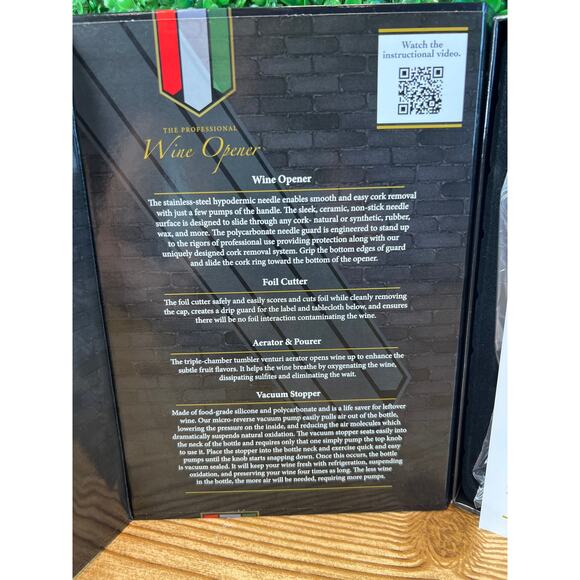 Watch the
instructional video.
THE PROFESSIONAL
Wine Opener
Wine Opener
The stainless-steel hypodermic needle enables smooth and easy cork removal
with just a few pumps of the handle. The sleek, ceramic, non-stick needle
surface is designed to slide through any cork- natural or synthetic, rubber,
wax, and more. The polycarbonate needle guard is engineered to stand up
to the rigors of professional use providing protection along with our
uniquely designed cork removal system. Grip the bottom edges of guard
and slide the cork ring toward the bottom of the opener.
Foil Cutter
The foil cutter safely and easily scores and cuts foil while cleanly removing
the cap, creates a drip guard for the label and tablecloth below, and ensures
there will be no foil interaction contaminating the wine.
Aerator & Pourer
The triple-chamber tumbler venturi aerator opens wine up to enhance the
subtle fruit flavors. It helps the wine breathe by oxygenating the wine,
dissipating sulfites and eliminating the wait.
Vacuum Stopper
Made of food-grade silicone and polycarbonate and is a life saver for leftover
wine. Our micro-reverse vacuum pump easily pulls air out of the bottle,
lowering the pressure on the inside, and reducing the air molecules which
dramatically suspends natural oxidation. The vacuum stopper seats easily into
the neck of the bottle and requires only that one simply pump the top knob
to use it. Place the stopper into the bottle neck and exercise quick and easy
pumps until the knob starts snapping down. Once this occurs, the bottle
is vacuum sealed. It will keep your wine fresh with refrigeration, suspending
oxidation, and preserving your wine four times as long. The less wine
in the bottle, the more air will be needed, requiring more pumps.